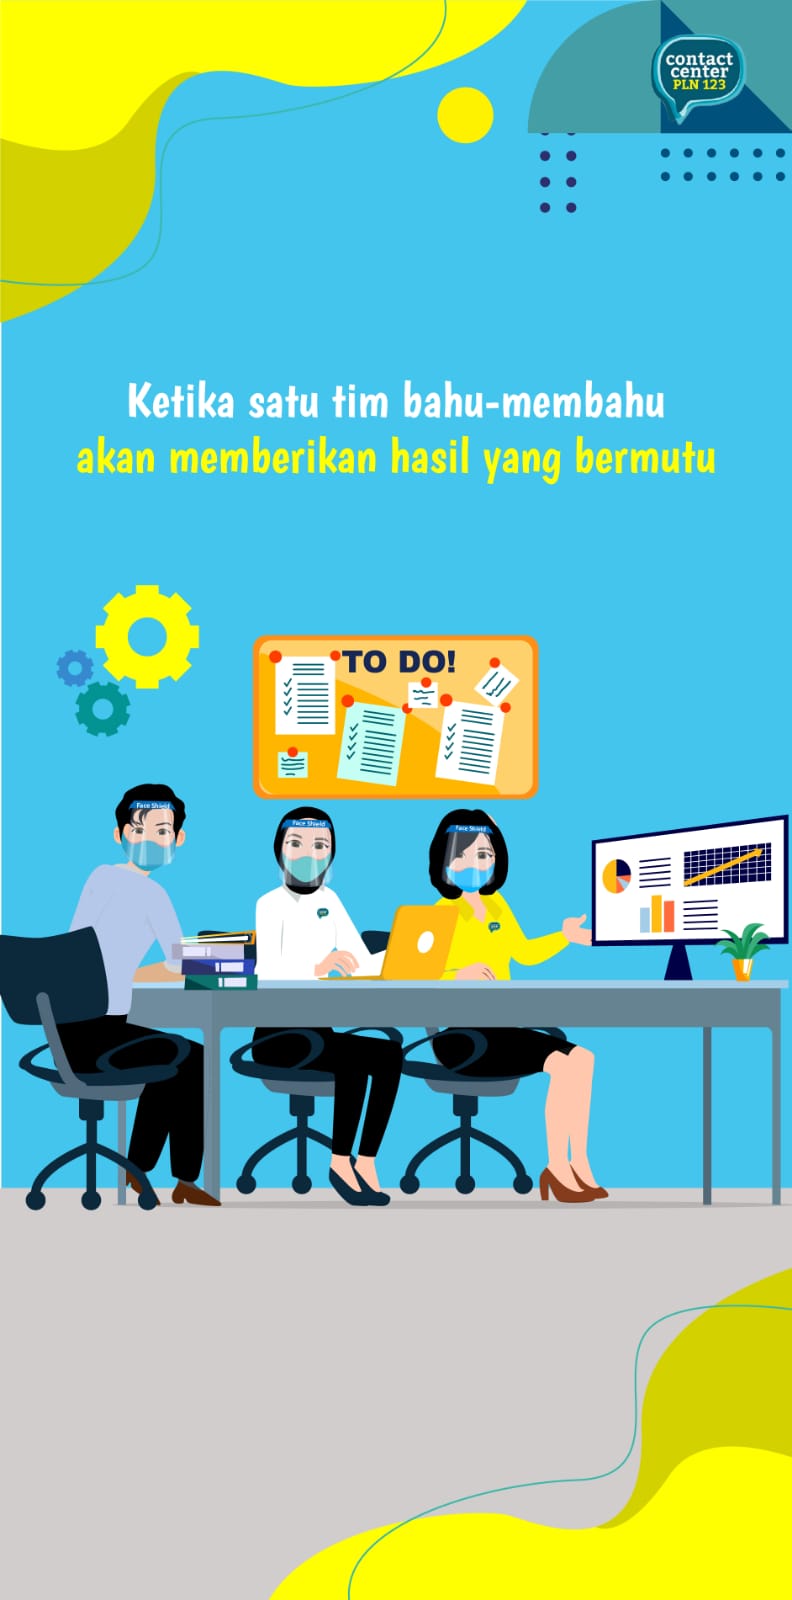 contact
center
PLN 123
Ketika satu tim bahu-membahu
akan memberikan hasil yang bermutu
TO DO!
Face Shield
Face Shield
Face Shield